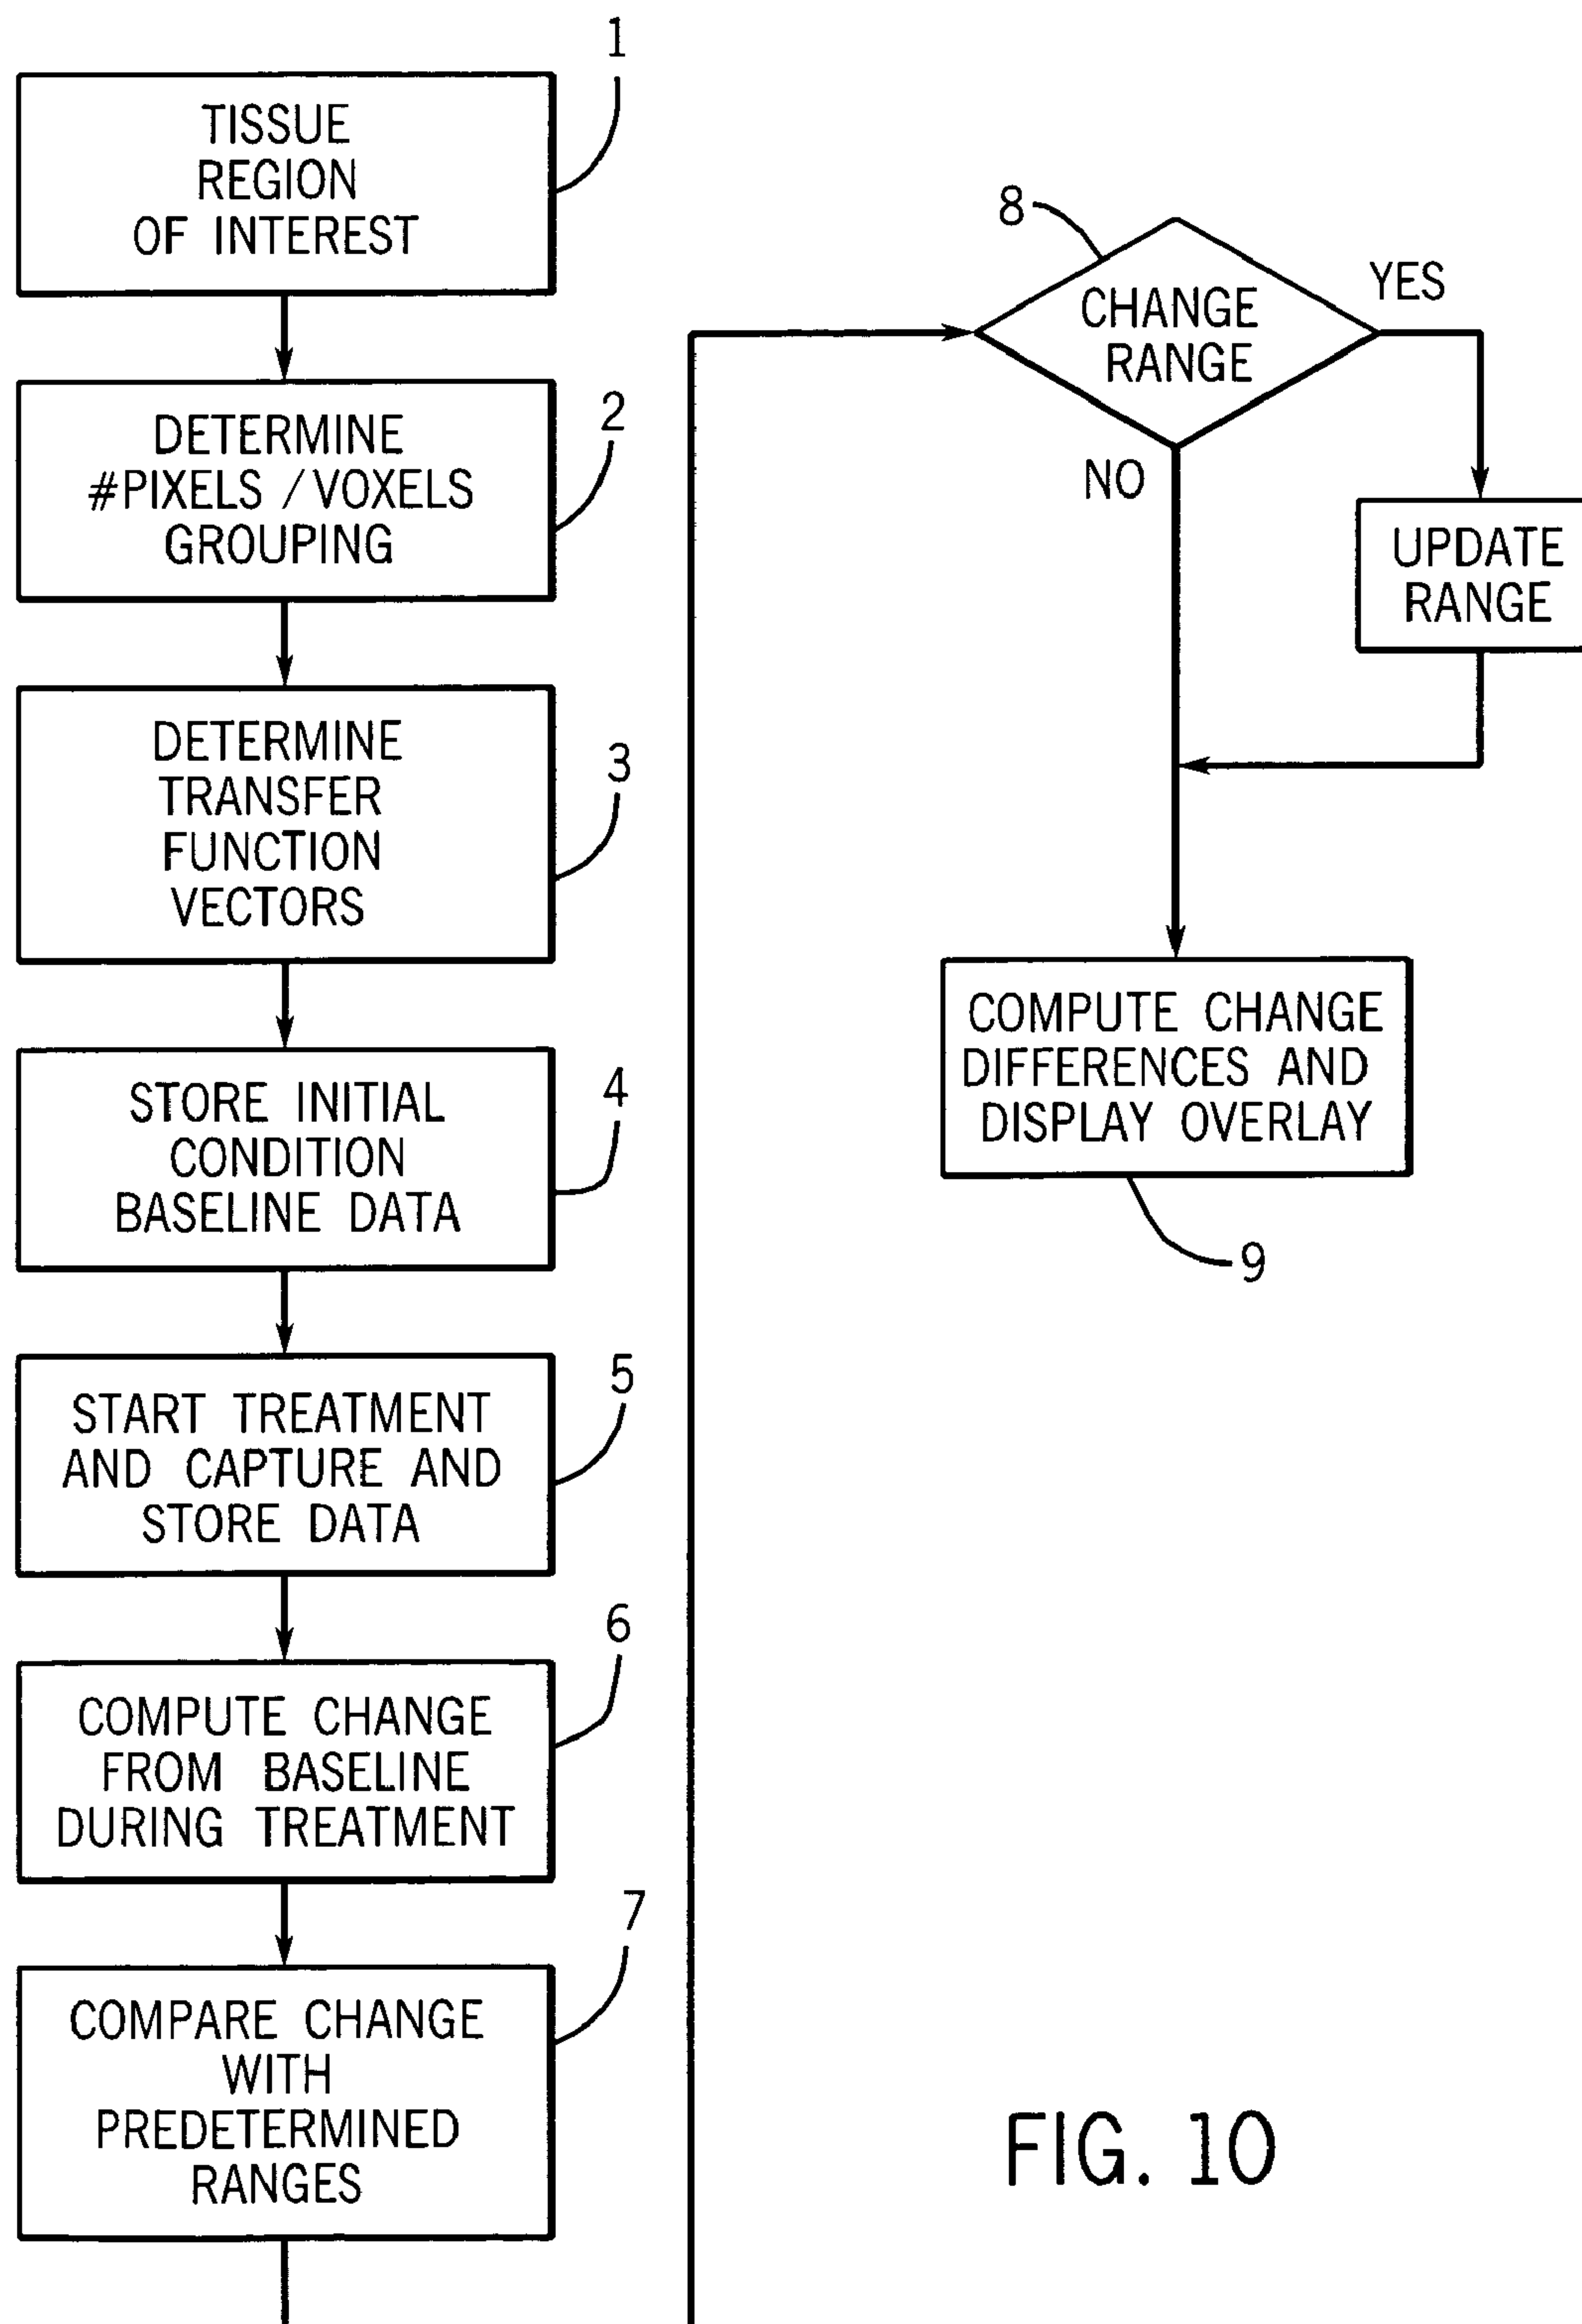 1
TISSUE
REGION
OF INTEREST
2
DETERMINE
#PIXELS / VOXELS
GROUPING
3
DETERMINE
TRANSFER
FUNCTION
VECTORS
4
STORE INITIAL
CONDITION
BASELINE DATA
5
START TREATMENT
AND CAPTURE AND
STORE DATA
6
COMPUTE CHANGE
FROM BASELINE
DURING TREATMENT
7
COMPARE CHANGE
WITH
PREDETERMINED
RANGES
8
CHANGE
RANGE
YES
NO
UPDATE
RANGE
COMPUTE CHANGE
DIFFERENCES AND
DISPLAY OVERLAY
9
FIG. 10